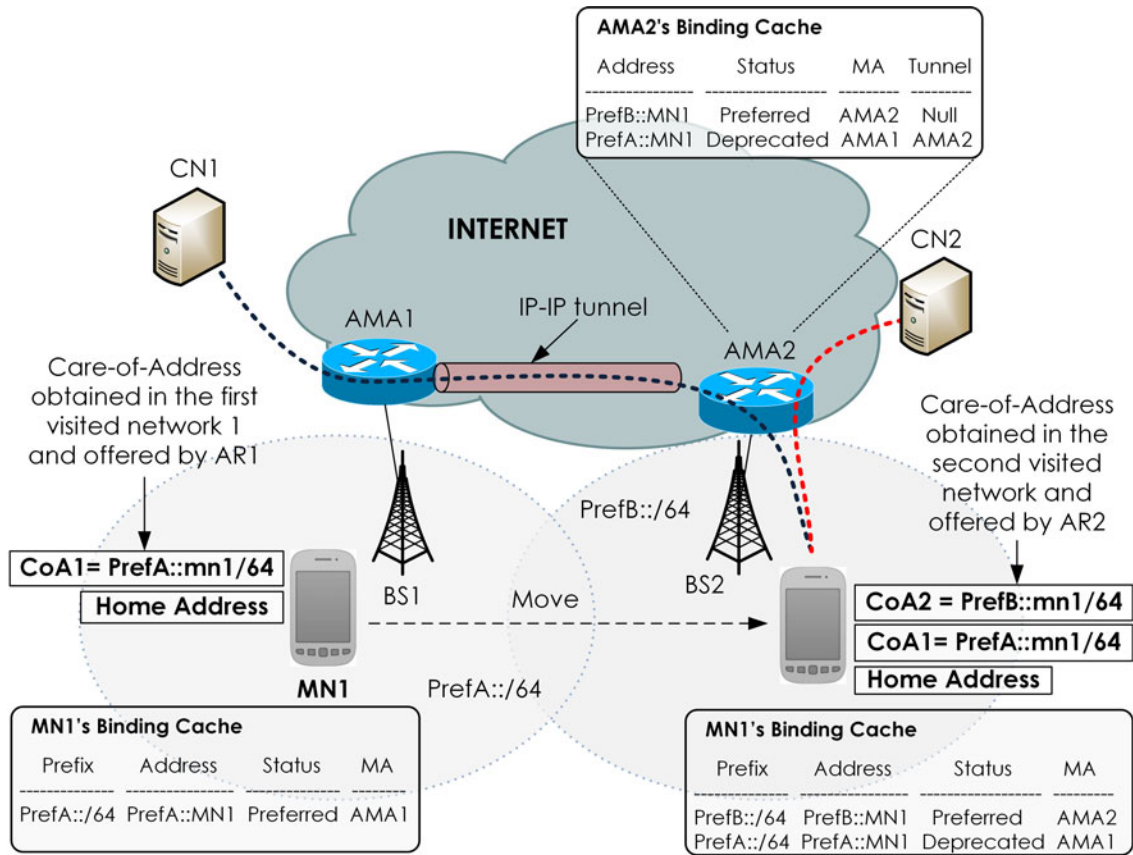 AMA2's Binding Cache
Address Status MA Tunnel
PrefB::MN1 Preferred AMA2 Null
PrefA::MN1 Deprecated AMA1 AMA2
CN1
INTERNET
CN2
IP-IP tunnel
AMA1
AMA2
Care-of-Address
obtained in the first
visited network 1
and offered by AR1
Care-of-Address
obtained in the
second visited
network and
offered by AR2
PrefB::/64
CoA1= PrefA::mn1/64
Home Address
BS1
Move
BS2
CoA2 = PrefB::mn1/64
CoA1= PrefA::mn1/64
Home Address
MN1
PrefA::/64
MN1's Binding Cache
Prefix Address Status MA
PrefA::/64 PrefA::MN1 Preferred AMA1
MN1's Binding Cache
Prefix Address Status MA
PrefB::/64 PrefB::MN1 Preferred AMA2
PrefA::/64 PrefA::MN1 Deprecated AMA1